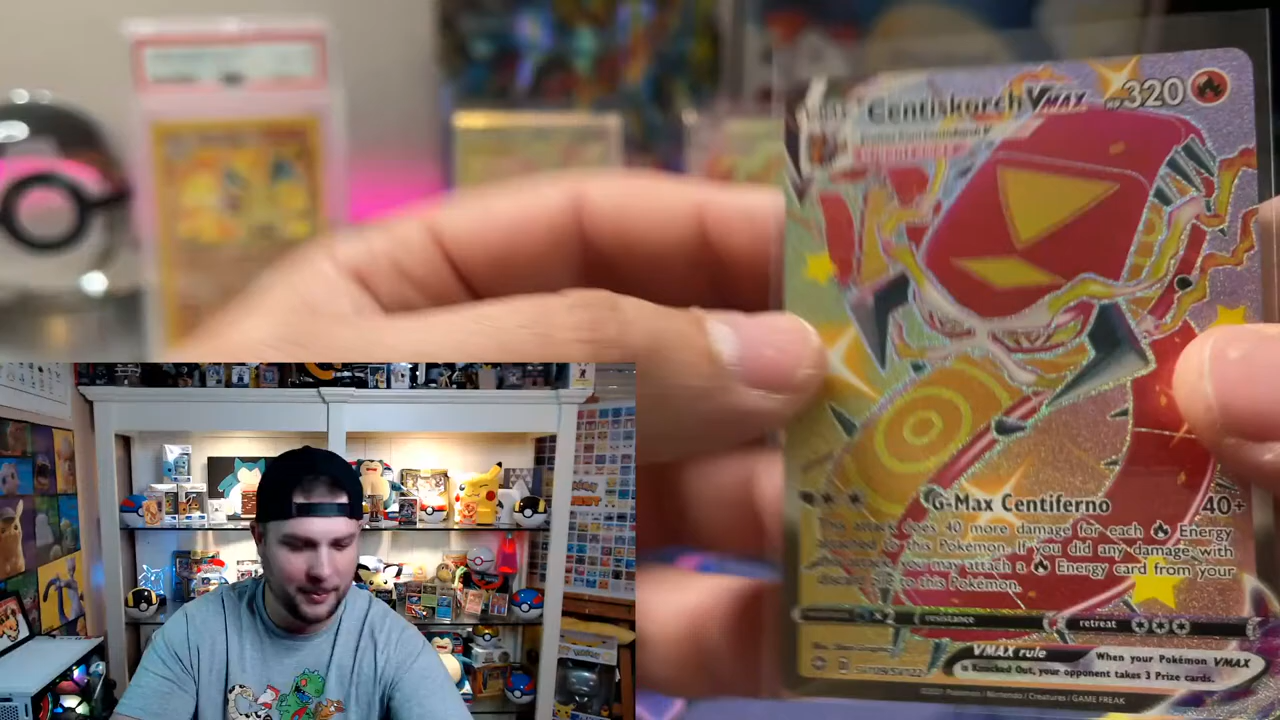 Centiskorch VMAX HP 320
G-Max Centiferno 40+
This attack does 40 more damage for each Energy
attached to this Pokémon. If you did any damage with
this attack, you may attach a Energy card from your
discard pile to this Pokémon.
resistance retreat
VMAX rule When your Pokémon VMAX
is Knocked Out, your opponent takes 3 Prize cards.
©2021 Pokémon / Nintendo / Creatures / GAME FREAK